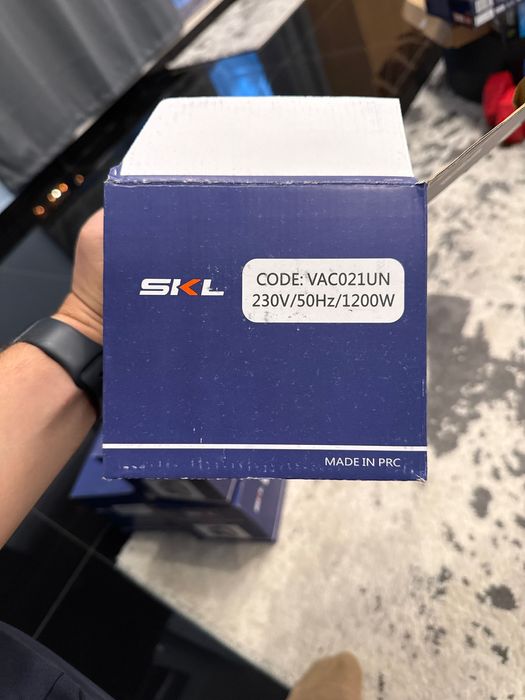 SKL
CODE: VAC021UN
230V/50Hz/1200W
MADE IN PRC